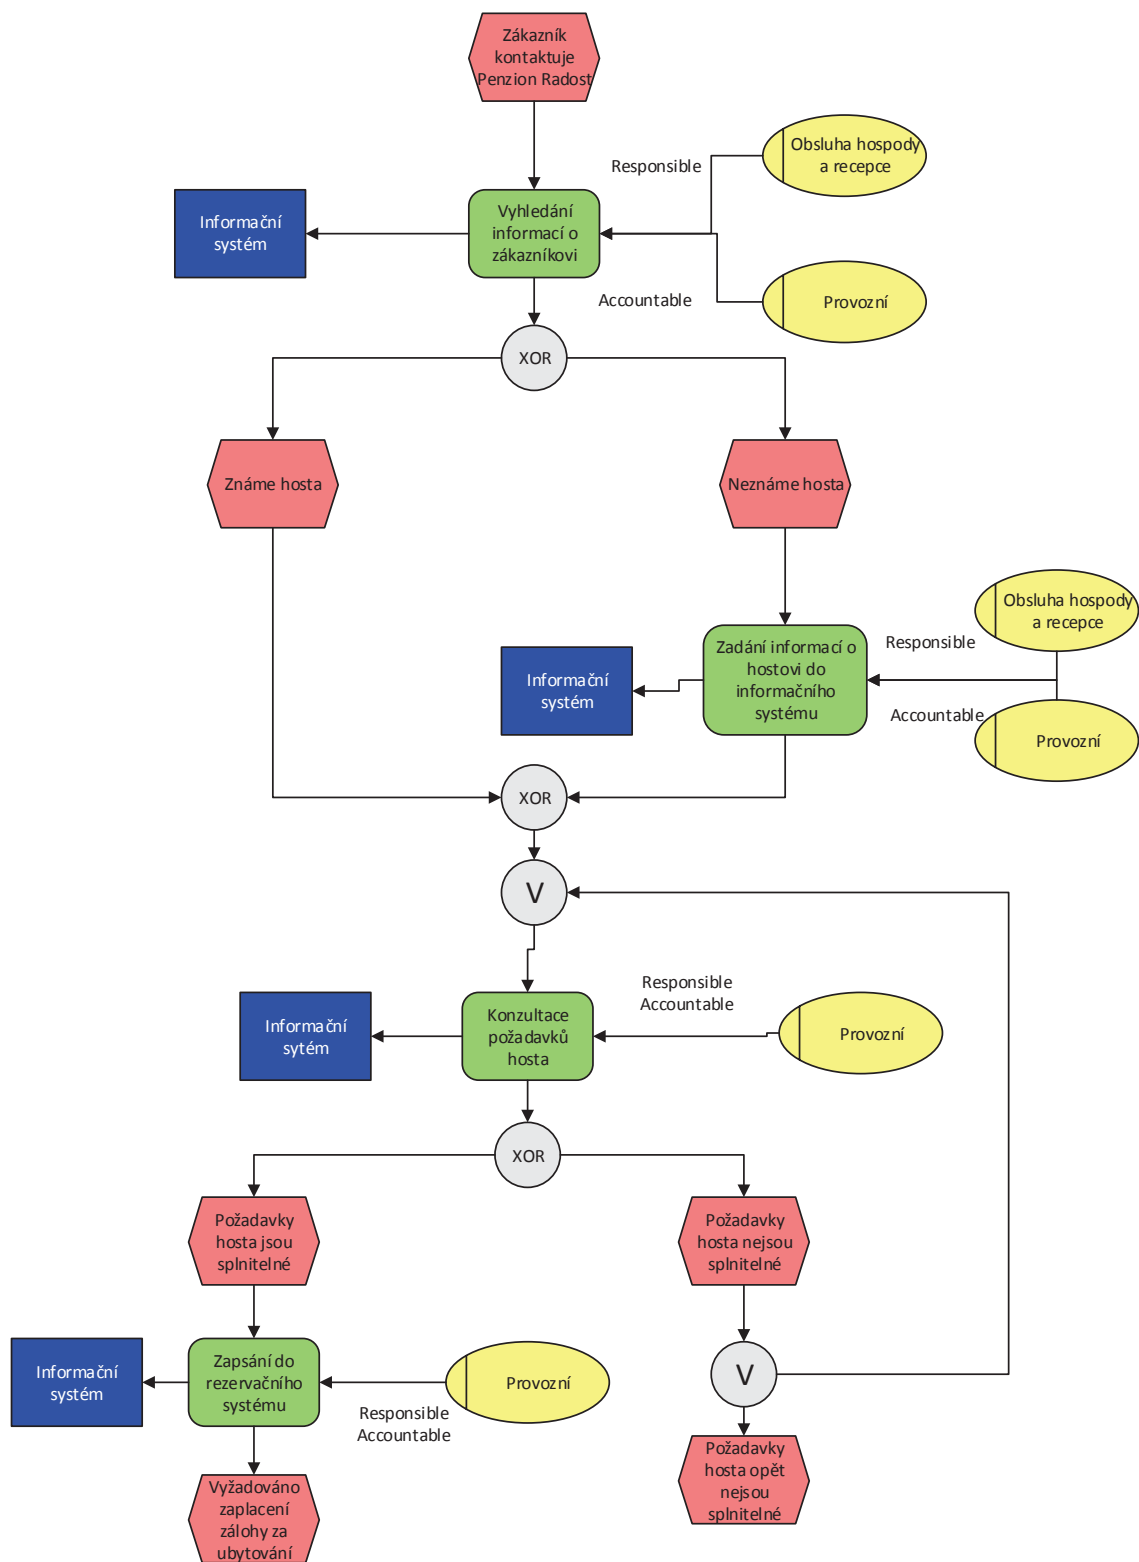 Zákazník
kontaktuje
Penzion Radost
Responsible
Obsluha hospody
a recepce
Informační
systém
Vyhledání
informací o
zákazníkovi
Accountable
Provozní
XOR
Známe hosta
Neznáme hosta
Obsluha hospody
a recepce
Responsible
Zadání informací o
hostovi do
informačního
systému
Informační
systém
Accountable
Provozní
XOR
V
Responsible
Accountable
Informační
sytém
Konzultace
požadavků
hosta
Provozní
XOR
Požadavky
hosta jsou
splnitelné
Požadavky
hosta nejsou
splnitelné
Informační
systém
Zapsání do
rezervačního
systému
Provozní
V
Responsible
Accountable
Vyžadováno
zaplacení
zálohy za
ubytování
Požadavky
hosta opět
nejsou
splnitelné